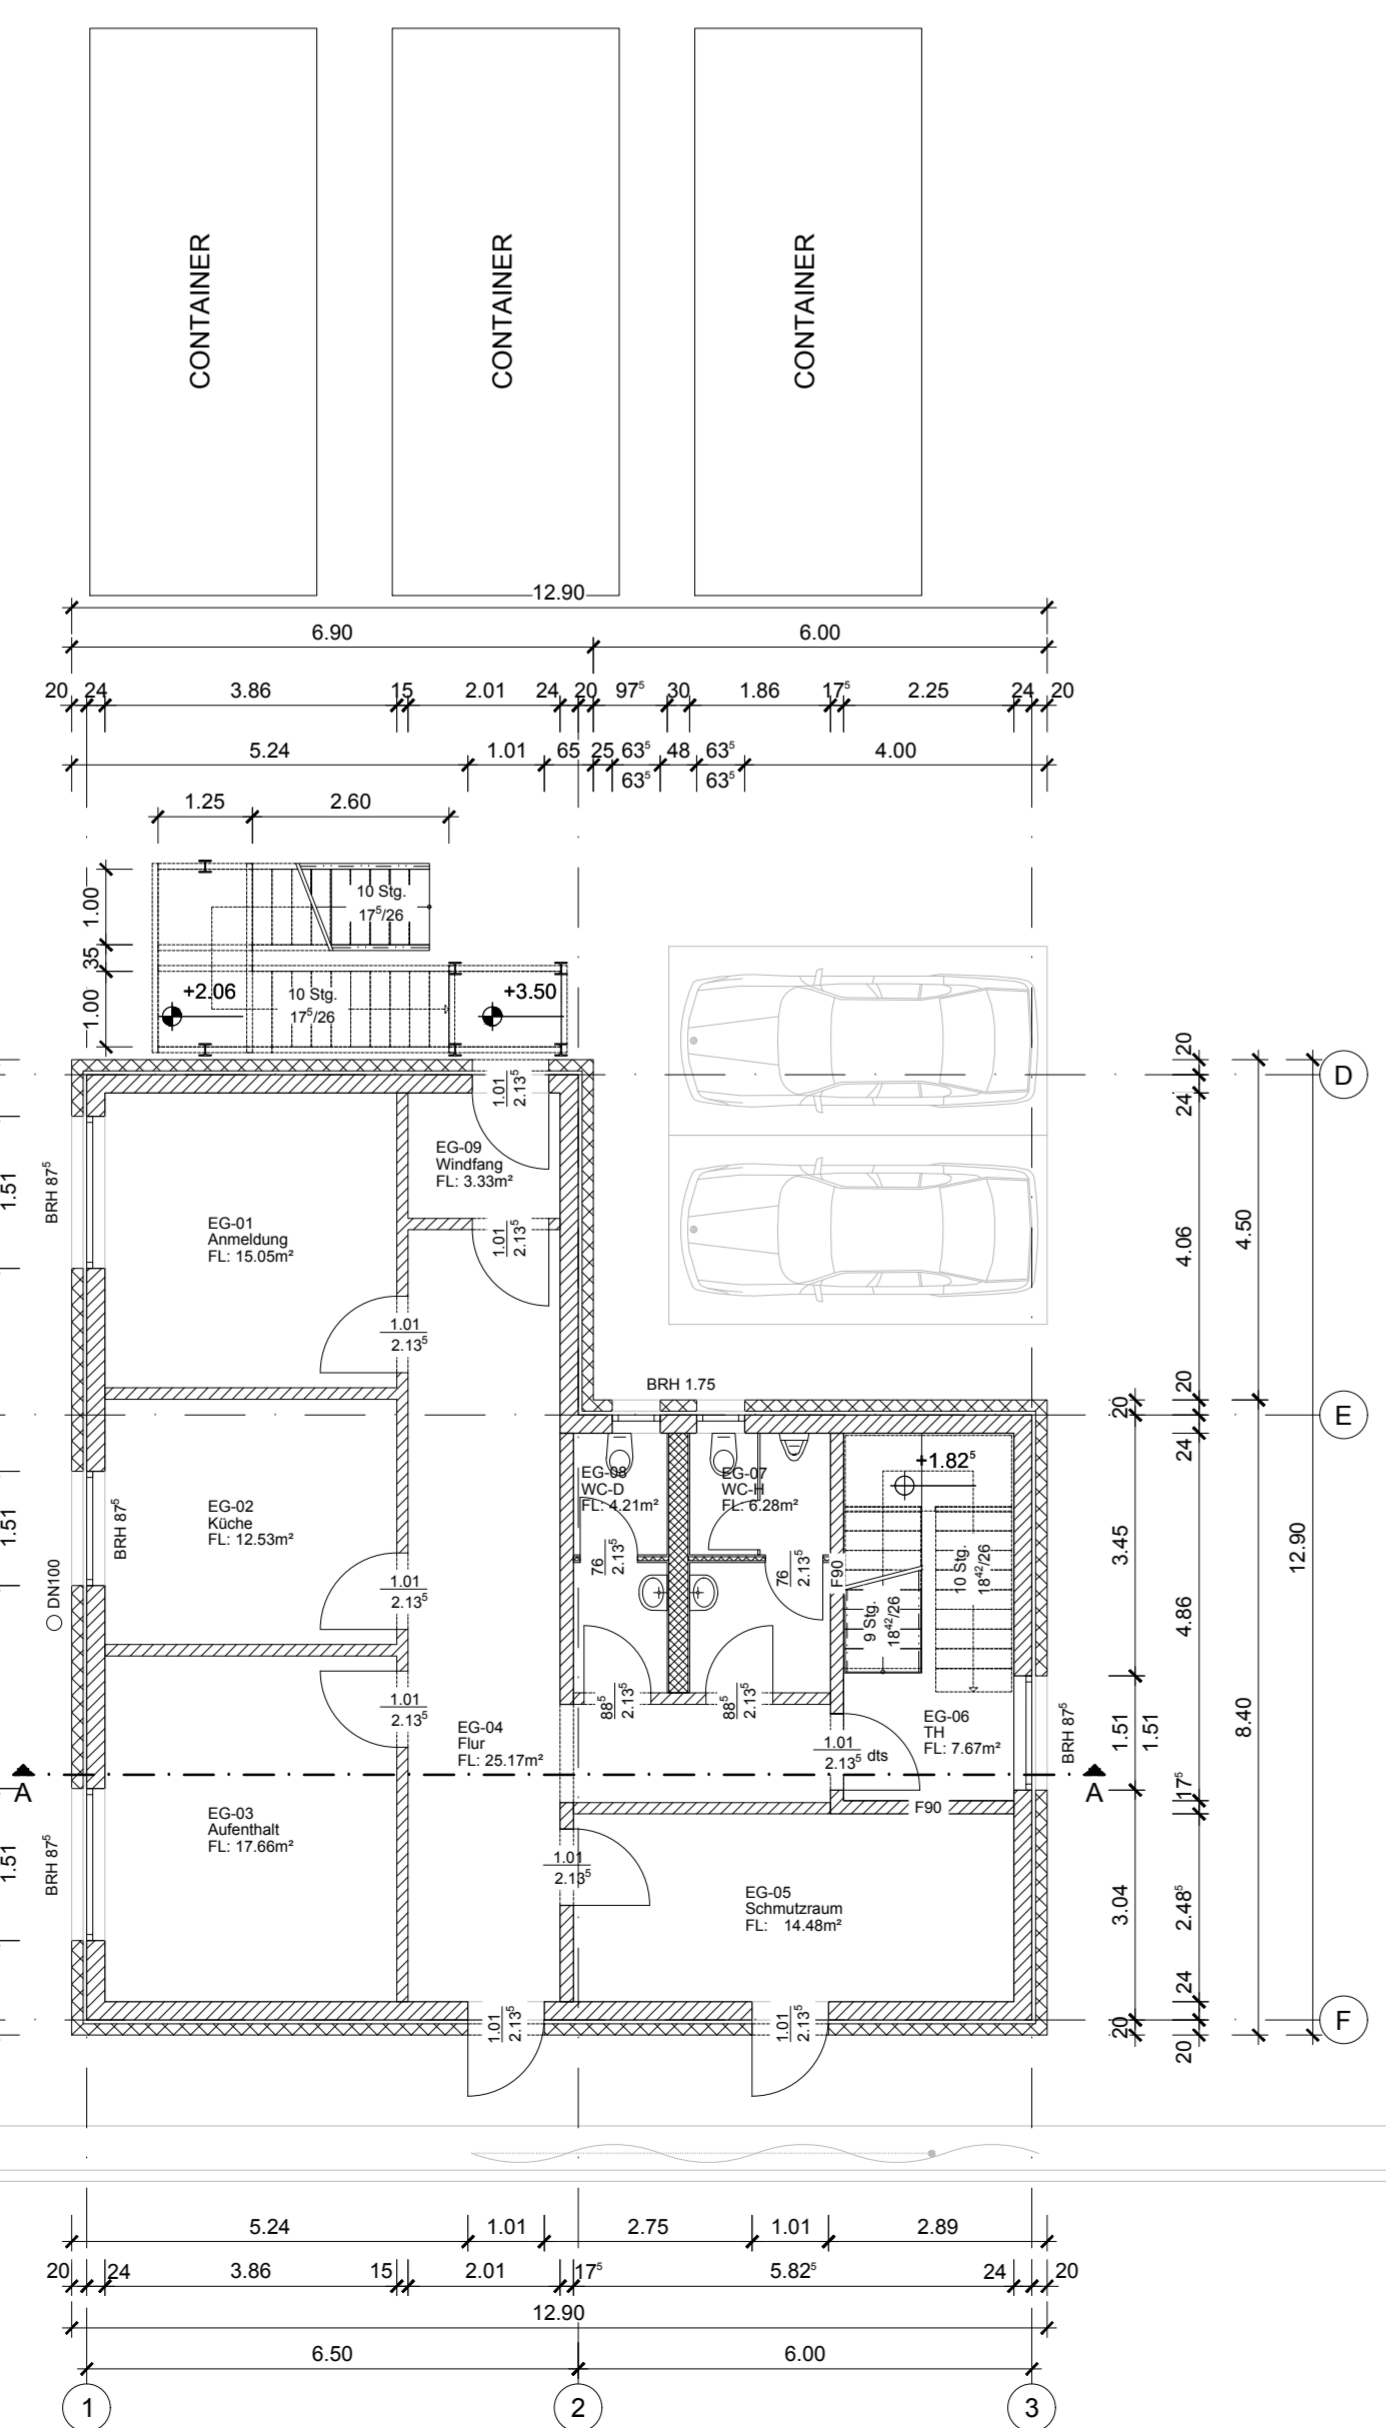 CONTAINER
CONTAINER
CONTAINER
12.90
6.90
6.00
20
24
3.86
15
2.01
24
20
97⁵
30
1.86
17⁵
2.25
24
20
5.24
1.01
65
25
63⁵
48
63⁵
4.00
63⁵
63⁵
1.25
2.60
1.00
35
1.00
10 Stg.
17⁵/26
+2.06
10 Stg.
17⁵/26
+3.50
1.01
2.13⁵
EG-09
Windfang
FL: 3.33m²
1.01
2.13⁵
1.51
BRH 87⁵
EG-01
Anmeldung
FL: 15.05m²
1.01
2.13⁵
20
24
4.06
4.50
20
D
BRH 1.75
20
24
E
EG-08
WC-D
FL: 4.21m²
EG-07
WC-H
FL: 6.28m²
+1.82⁵
1.51
BRH 87⁵
EG-02
Küche
FL: 12.53m²
1.01
2.13⁵
DN100
76
2.13⁵
76
2.13⁵
F90
9 Stg.
18⁴²/26
10 Stg.
18⁴²/26
3.45
4.86
12.90
1.01
2.13⁵
88⁵
2.13⁵
88⁵
2.13⁵
EG-04
Flur
FL: 25.17m²
1.01
2.13⁵ dts
EG-06
TH
FL: 7.67m²
BRH 87⁵
1.51
1.51
8.40
A
A
17⁵
F90
1.51
BRH 87⁵
EG-03
Aufenthalt
FL: 17.66m²
1.01
2.13⁵
EG-05
Schmutzraum
FL: 14.48m²
3.04
2.48⁵
24
20
20
F
1.01
2.13⁵
1.01
2.13⁵
5.24
1.01
2.75
1.01
2.89
20
24
3.86
15
2.01
17⁵
5.82⁵
24
20
12.90
6.50
6.00
1
2
3